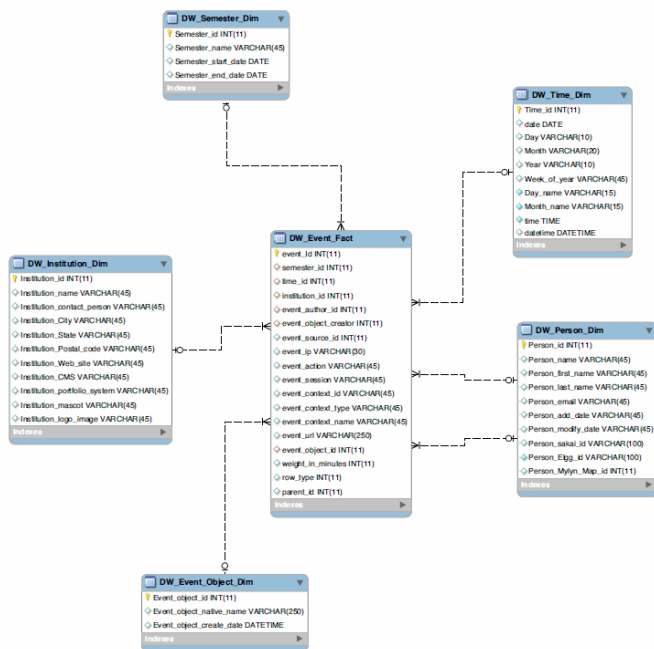 DW_Semester_Dim
Semester_id INT(11)
Semester_name VARCHAR(45)
Semester_start_date DATE
Semester_end_date DATE
Indexes
DW_Time_Dim
Time_id INT(11)
date DATE
Day VARCHAR(10)
Month VARCHAR(20)
Year VARCHAR(10)
Week_of_year VARCHAR(45)
Day_name VARCHAR(15)
Month_name VARCHAR(15)
time TIME
datetime DATETIME
Indexes
DW_Event_Fact
event_Id INT(11)
semester_id INT(11)
time_id INT(11)
institution_id INT(11)
event_author_id INT(11)
event_object_creator INT(11)
event_source_id INT(11)
event_ip VARCHAR(30)
event_action VARCHAR(45)
event_session VARCHAR(45)
event_context_id VARCHAR(45)
event_context_type VARCHAR(45)
event_context_name VARCHAR(45)
event_url VARCHAR(250)
event_object_id INT(11)
weight_in_minutes INT(11)
row_type INT(11)
parent_id INT(11)
Indexes
DW_Institution_Dim
Institution_id INT(11)
Institution_name VARCHAR(45)
Institution_contact_person VARCHAR(45)
Institution_City VARCHAR(45)
Institution_State VARCHAR(45)
Institution_Postal_code VARCHAR(45)
Institution_Web_site VARCHAR(45)
Institution_CMS VARCHAR(45)
Institution_portfolio_system VARCHAR(45)
Institution_mascot VARCHAR(45)
Institution_logo_image VARCHAR(45)
Indexes
DW_Person_Dim
Person_id INT(11)
Person_name VARCHAR(45)
Person_first_name VARCHAR(45)
Person_last_name VARCHAR(45)
Person_email VARCHAR(45)
Person_add_date VARCHAR(45)
Person_modify_date VARCHAR(45)
Person_sakai_id VARCHAR(100)
Person_Elgg_id VARCHAR(100)
Person_Mylyn_Map_id INT(11)
Indexes
DW_Event_Object_Dim
Event_object_id INT(11)
Event_object_native_name VARCHAR(250)
Event_object_create_date DATETIME
Indexes